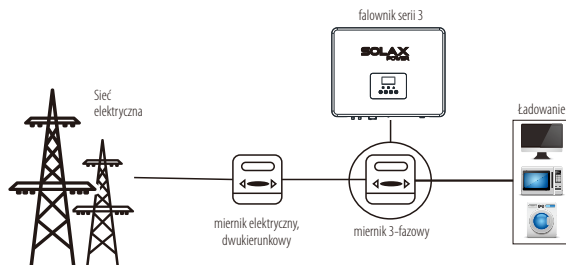 falownik serii 3
SOLAX
POWER
Sieć
elektryczna
Ładowanie
miernik elektryczny,
dwukierunkowy
miernik 3-fazowy